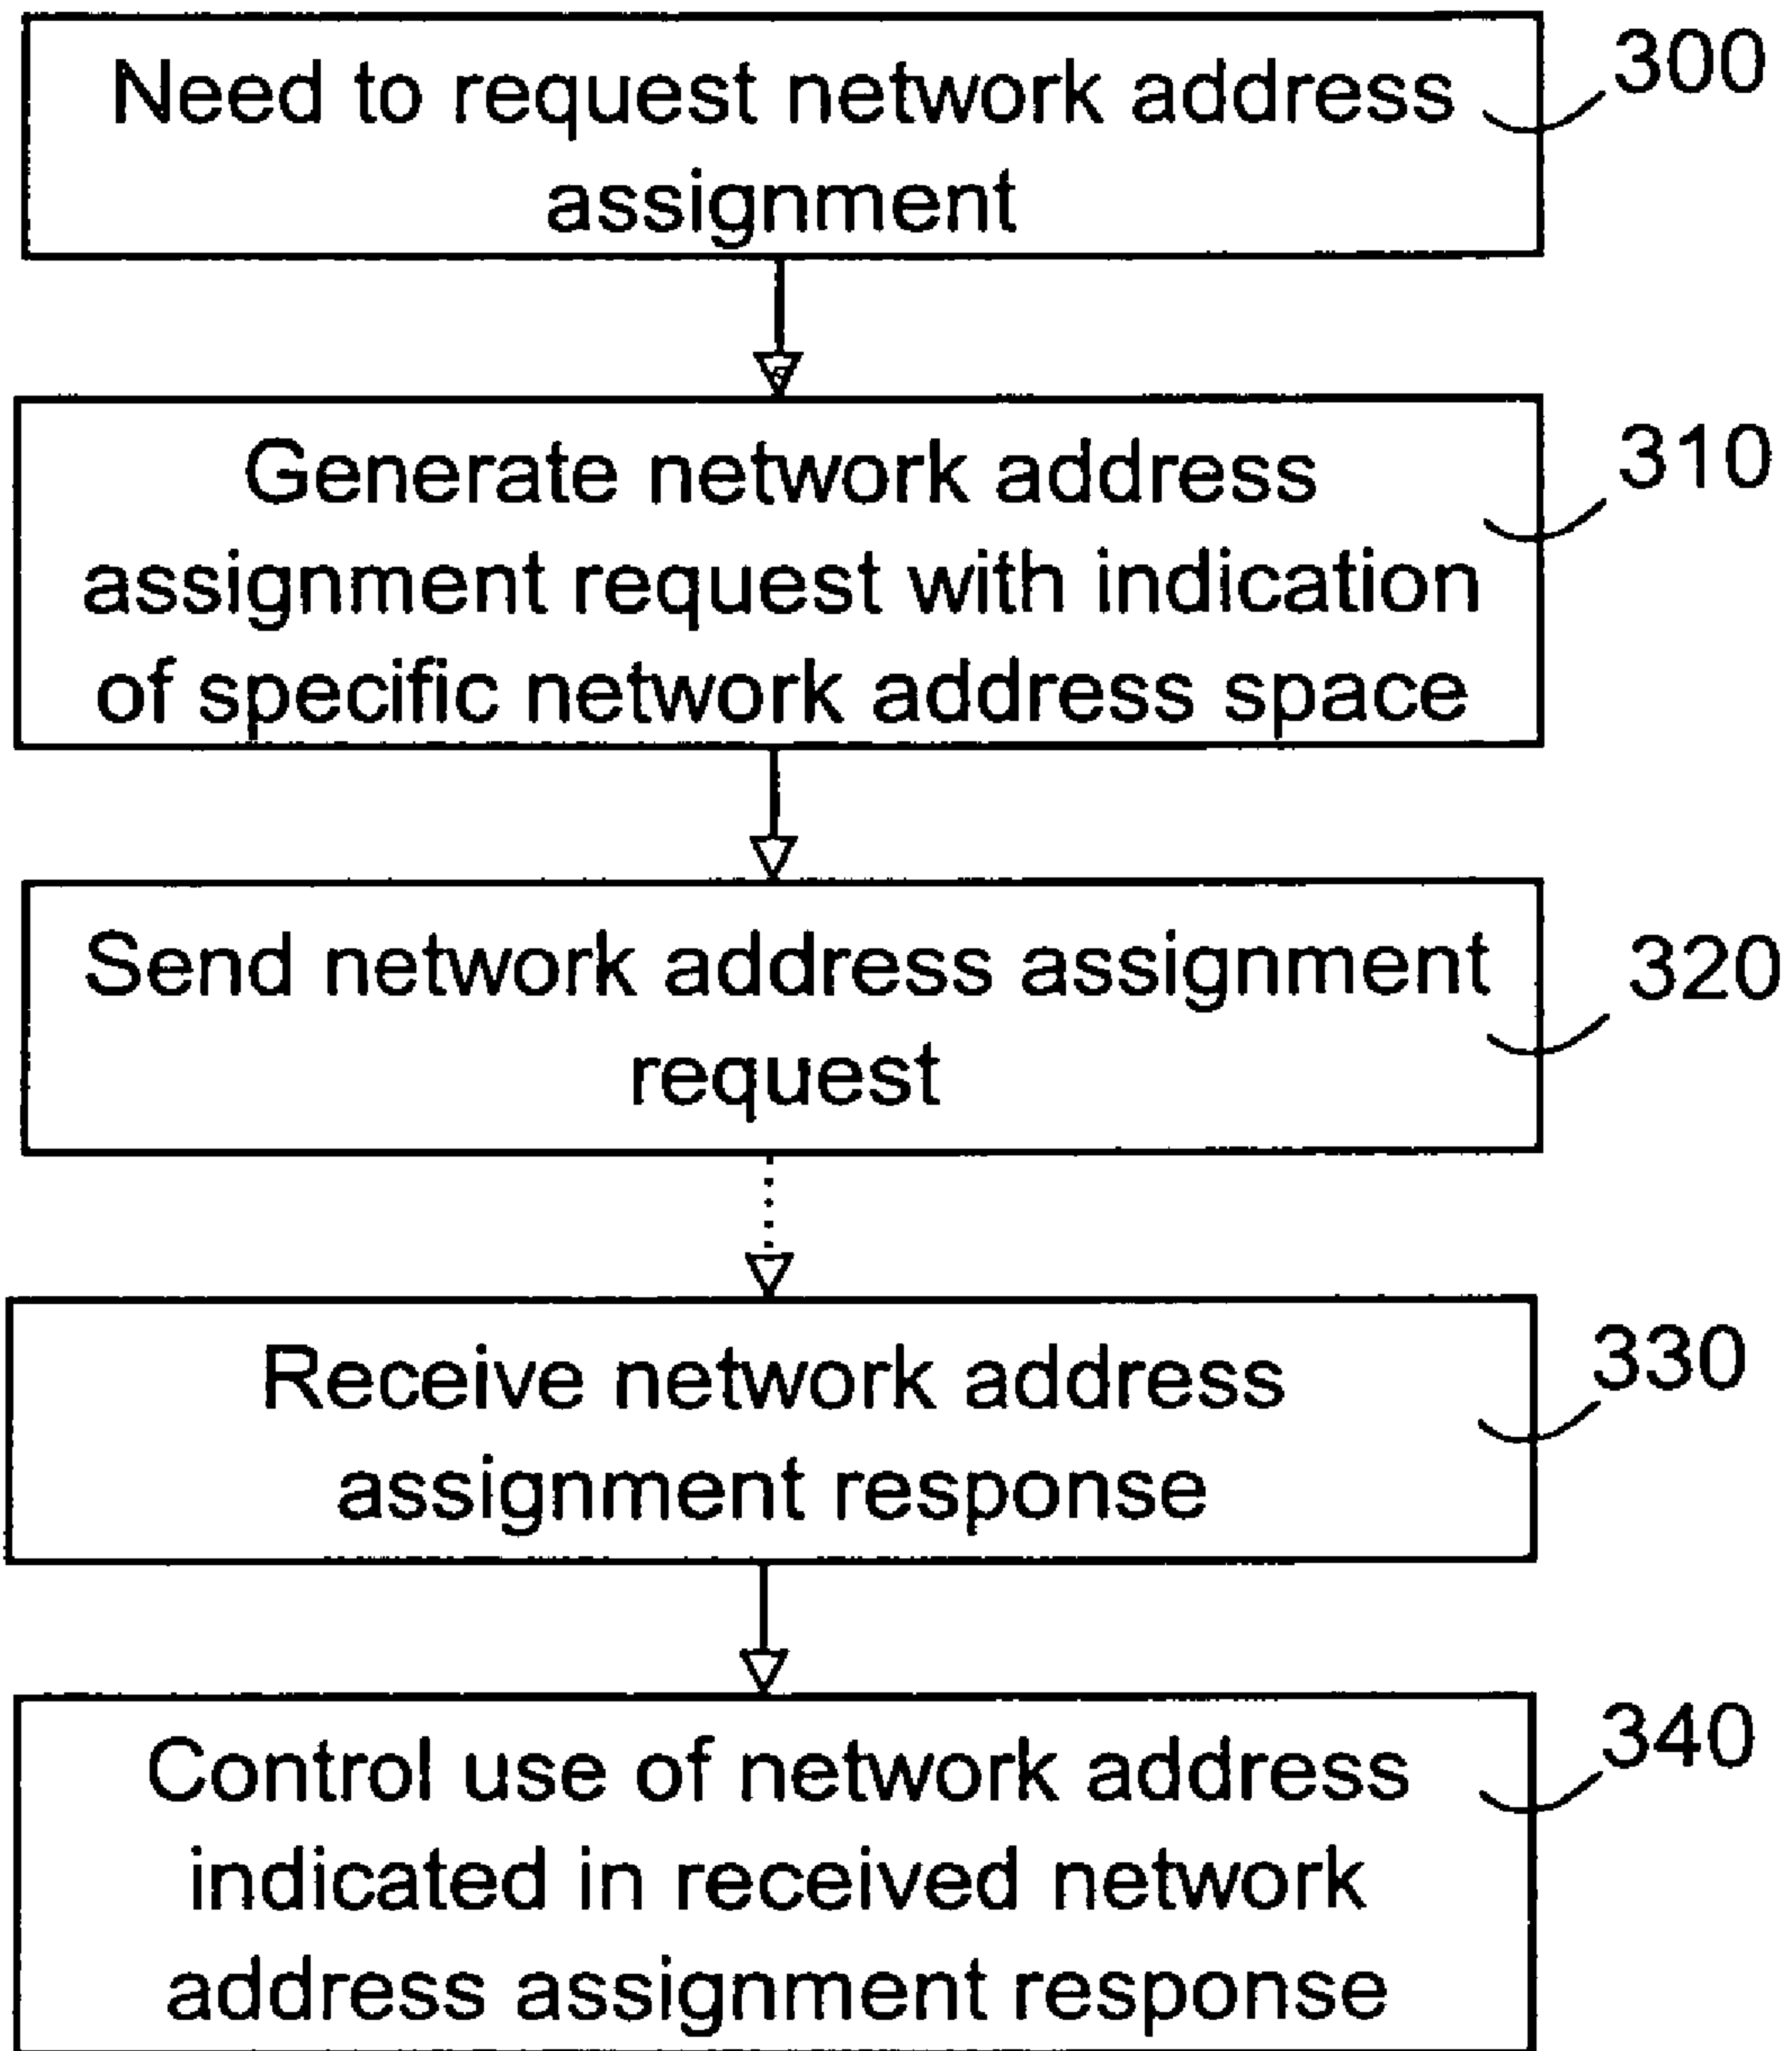 Need to request network address
assignment
300
Generate network address
assignment request with indication
of specific network address space
310
Send network address assignment
request
320
Receive network address
assignment response
330
Control use of network address
indicated in received network
address assignment response
340